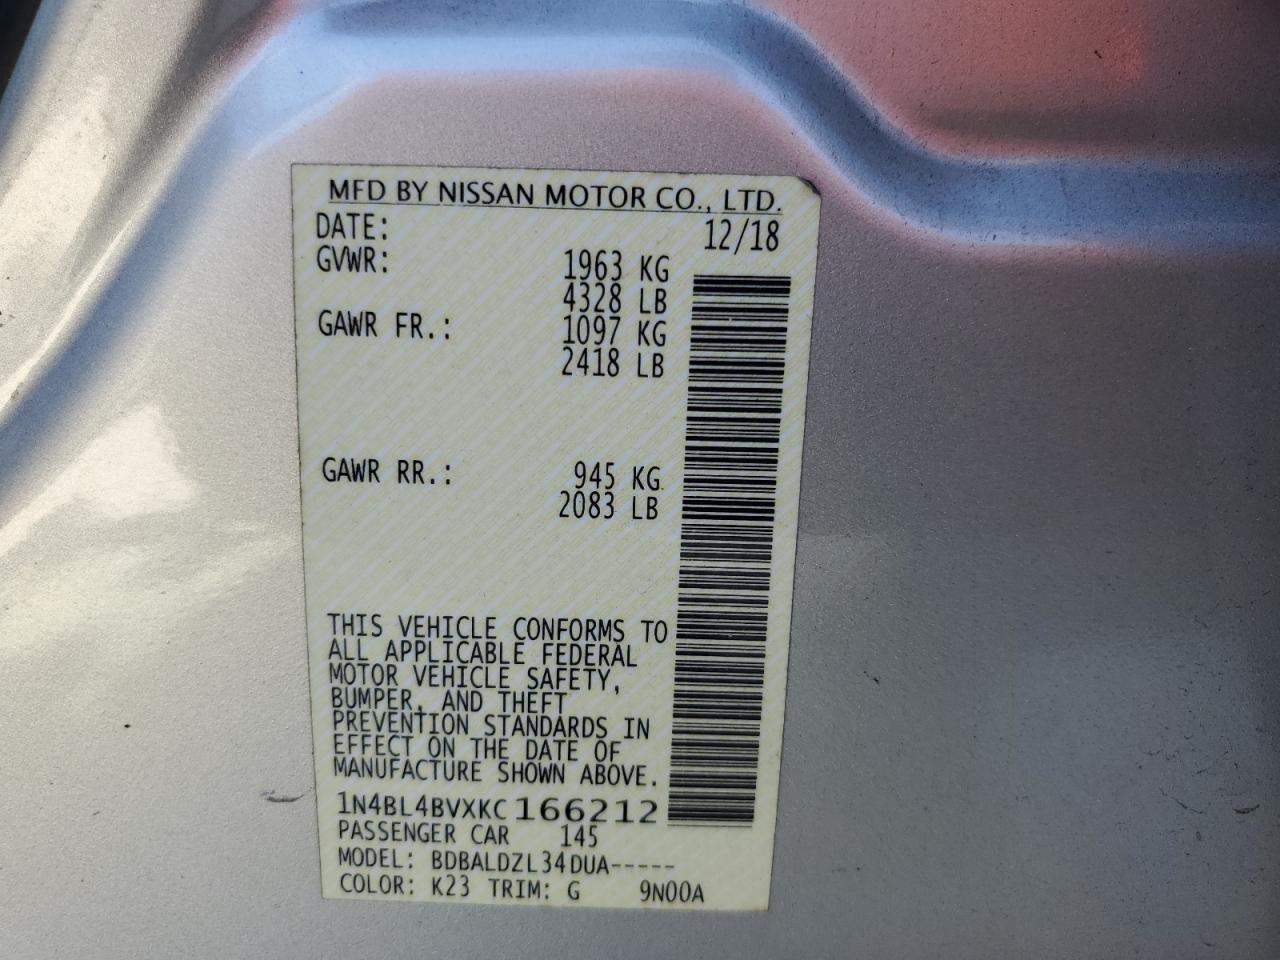 MFD BY NISSAN MOTOR CO., LTD.
DATE: 12/18
GVWR: 1963 KG
4328 LB
GAWR FR.: 1097 KG
2418 LB
GAWR RR.: 945 KG
2083 LB
THIS VEHICLE CONFORMS TO
ALL APPLICABLE FEDERAL
MOTOR VEHICLE SAFETY,
BUMPER, AND THEFT
PREVENTION STANDARDS IN
EFFECT ON THE DATE OF
MANUFACTURE SHOWN ABOVE.
1N4BL4BVXKC166212
PASSENGER CAR 145
MODEL: BDBALDZL34DUA-----
COLOR: K23 TRIM: G 9N00A